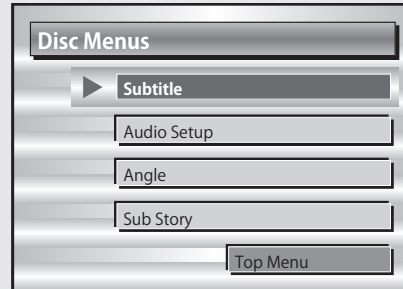 Disc Menus
Subtitle
Audio Setup
Angle
Sub Story
Top Menu